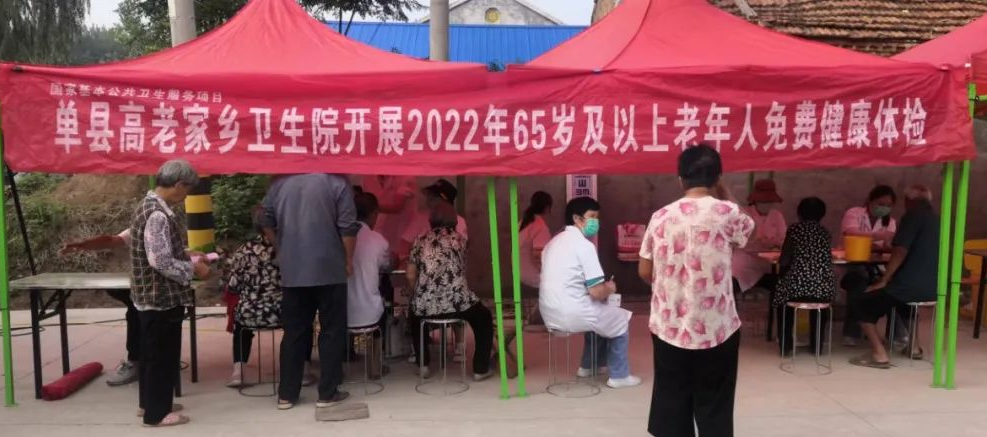 国家基本公共卫生服务项目
单县高老家乡卫生院开展2022年65岁及以上老年人免费健康体检